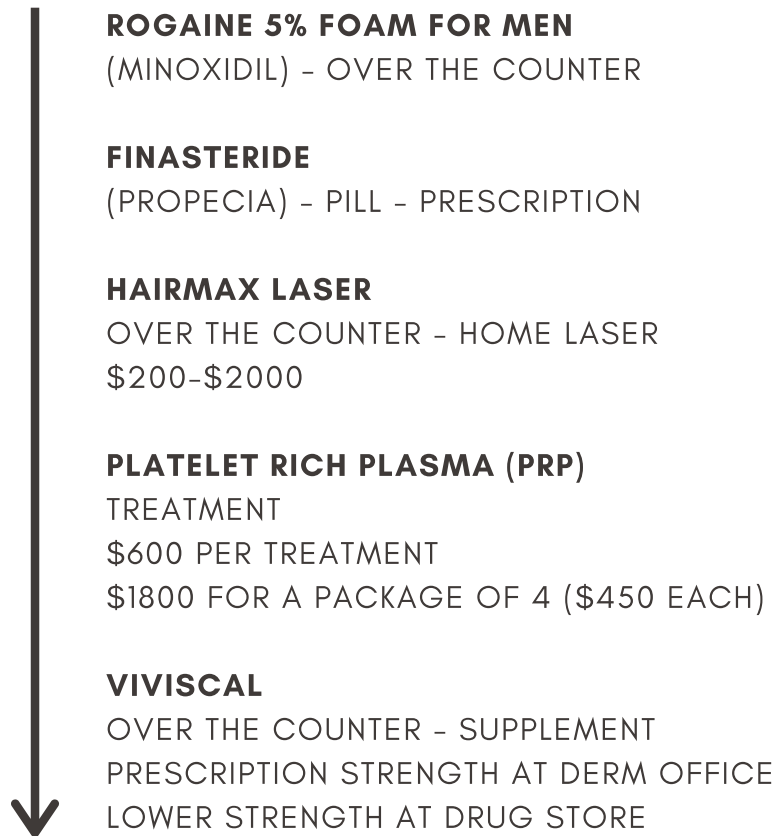 ROGAINE 5% FOAM FOR MEN
(MINOXIDIL) - OVER THE COUNTER
FINASTERIDE
(PROPECIA) - PILL - PRESCRIPTION
HAIRMAX LASER
OVER THE COUNTER - HOME LASER
$200-$2000
PLATELET RICH PLASMA (PRP)
TREATMENT
$600 PER TREATMENT
$1800 FOR A PACKAGE OF 4 ($450 EACH)
VIVISCAL
OVER THE COUNTER - SUPPLEMENT
PRESCRIPTION STRENGTH AT DERM OFFICE
LOWER STRENGTH AT DRUG STORE